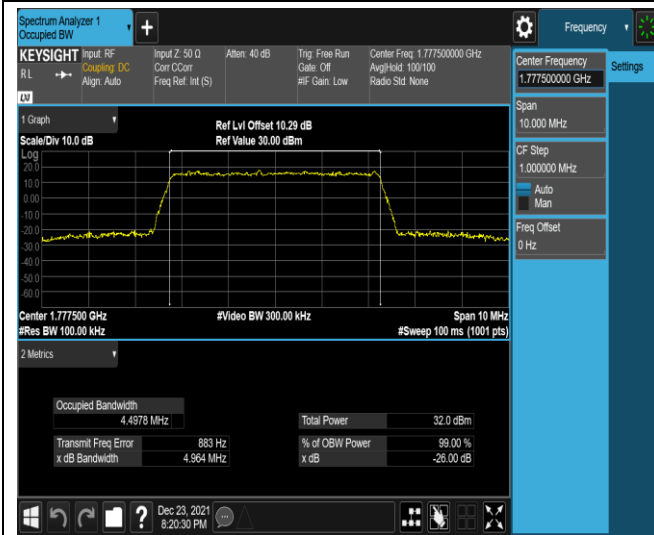 Spectrum Analyzer 1
Occupied BW
Frequency
KEYSIGHT
RL
LXI
Input: RF
Coupling: DC
Align: Auto
Input Z: 50 Ω
Corr CCorr
Freq Ref: Int (S)
Atten: 40 dB
Trig: Free Run
Gate: Off
#IF Gain: Low
Center Freq: 1.777500000 GHz
Avg|Hold: 100/100
Radio Std: None
Center Frequency
1.777500000 GHz
Settings
Span
10.000 MHz
CF Step
1.000000 MHz
Auto
Man
Freq Offset
0 Hz
1 Graph
Scale/Div 10.0 dB
Ref Lvl Offset 10.29 dB
Ref Value 30.00 dBm
Log
20.0
10.0
0.00
-10.0
-20.0
-30.0
-40.0
-50.0
-60.0
Center 1.777500 GHz
#Video BW 300.00 kHz
Span 10 MHz
#Res BW 100.00 kHz
#Sweep 100 ms (1001 pts)
2 Metrics
Occupied Bandwidth
4.4978 MHz
Total Power 32.0 dBm
Transmit Freq Error 883 Hz
% of OBW Power 99.00 %
x dB Bandwidth 4.964 MHz
x dB -26.00 dB
?
Dec 23, 2021
8:20:30 PM